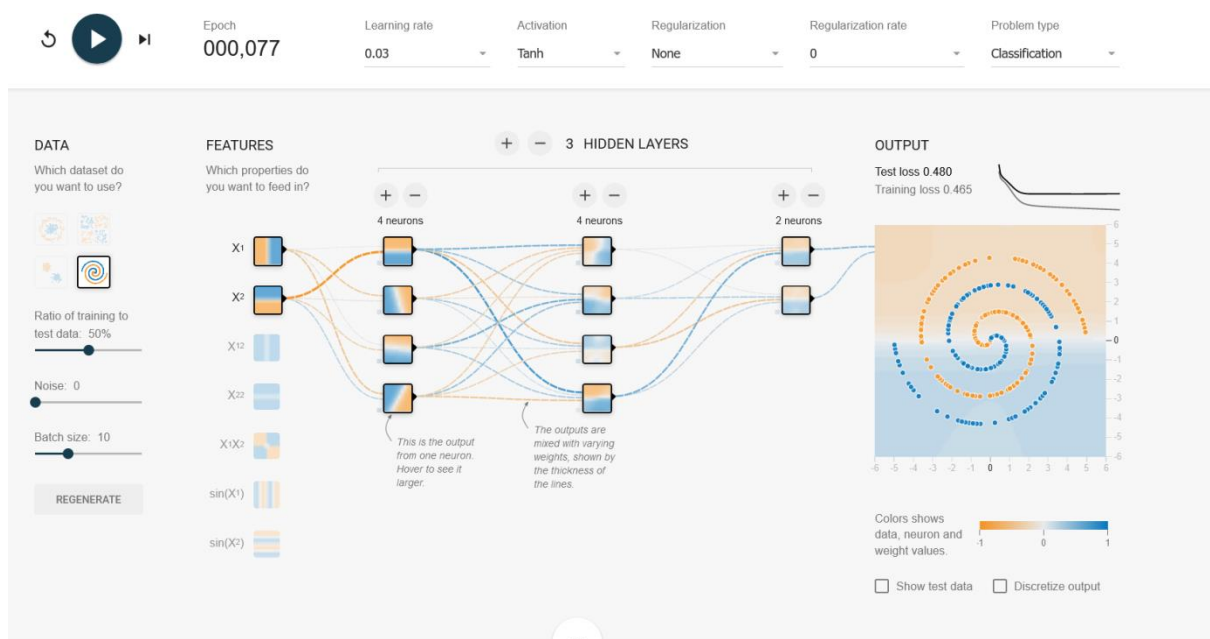 Epoch
000,077
Learning rate
0.03
Activation
Tanh
Regularization
None
Regularization rate
0
Problem type
Classification
DATA
Which dataset do
you want to use?
Ratio of training to
test data: 50%
Noise: 0
Batch size: 10
REGENERATE
FEATURES
Which properties do
you want to feed in?
X1
X2
X12
X22
X1X2
sin(X1)
sin(X2)
+ − 3 HIDDEN LAYERS
+ −
4 neurons
+ −
4 neurons
+ −
2 neurons
This is the output
from one neuron.
Hover to see it
larger.
The outputs are
mixed with varying
weights, shown by
the thickness of
the lines.
OUTPUT
Test loss 0.480
Training loss 0.465
6
5
4
3
2
1
0
-1
-2
-3
-4
-5
-6
-6 -5 -4 -3 -2 -1 0 1 2 3 4 5 6
Colors shows
data, neuron and
weight values.
-1 0 1
Show test data
Discretize output